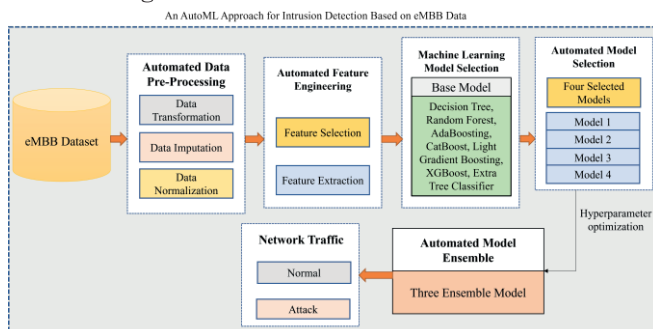 An AutoML Approach for Intrusion Detection Based on eMBB Data
eMBB Dataset
Automated Data
Pre-Processing
Data
Transformation
Data Imputation
Data
Normalization
Automated Feature
Engineering
Feature Selection
Feature Extraction
Machine Learning
Model Selection
Base Model
Decision Tree,
Random Forest,
AdaBoosting,
CatBoost, Light
Gradient Boosting,
XGBoost, Extra
Tree Classifier
Automated Model
Selection
Four Selected
Models
Model 1
Model 2
Model 3
Model 4
Hyperparameter
optimization
Automated Model
Ensemble
Three Ensemble Model
Network Traffic
Normal
Attack